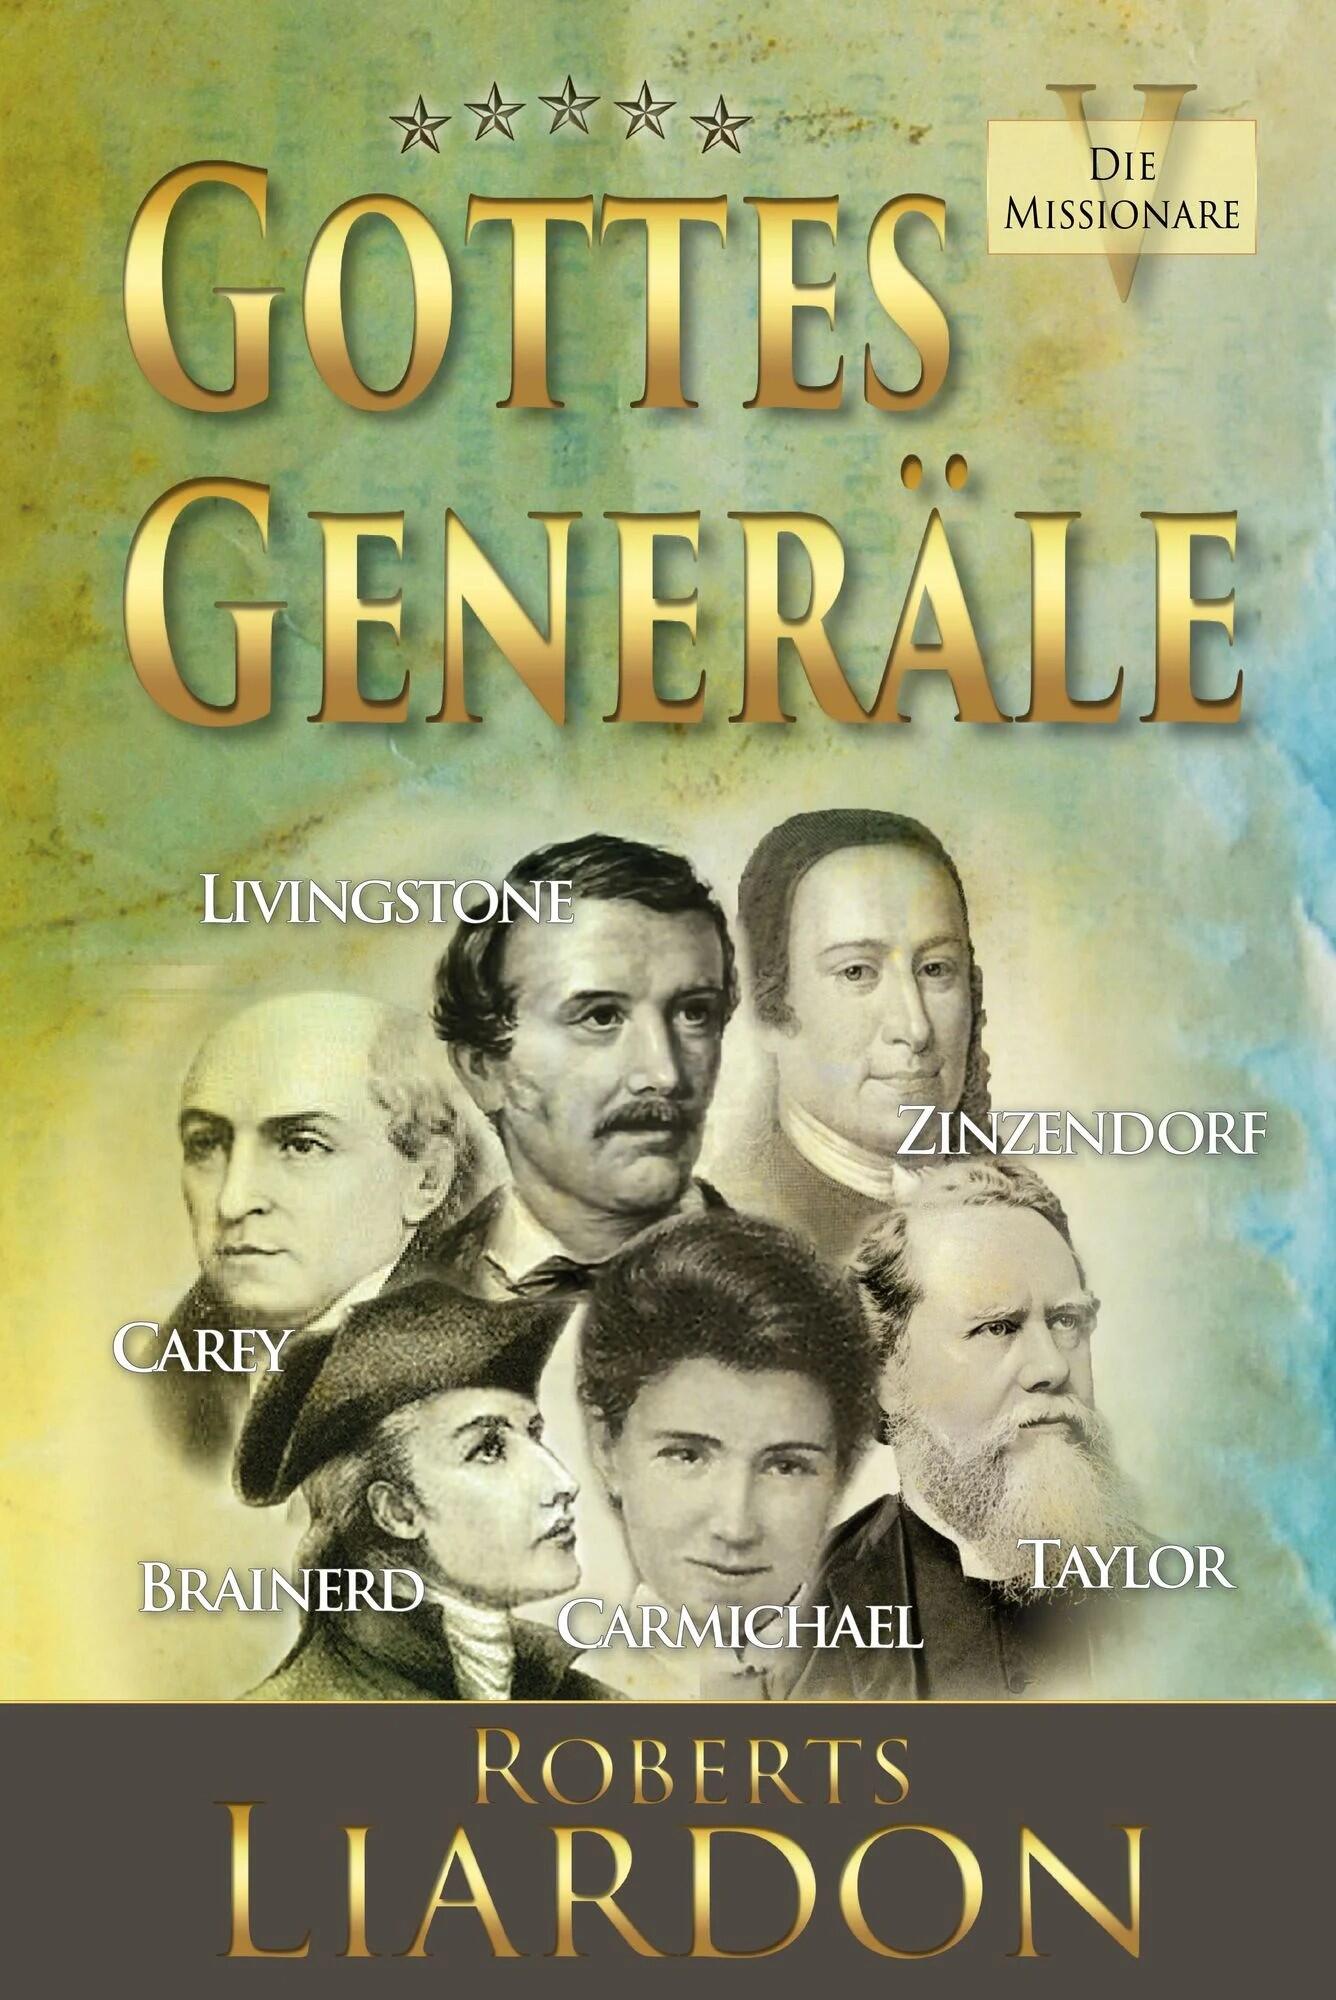 V
DIE
MISSIONARE
GOTTES
GENERÄLE
LIVINGSTONE
ZINZENDORF
CAREY
TAYLOR
BRAINERD
CARMICHAEL
ROBERTS
LIARDON